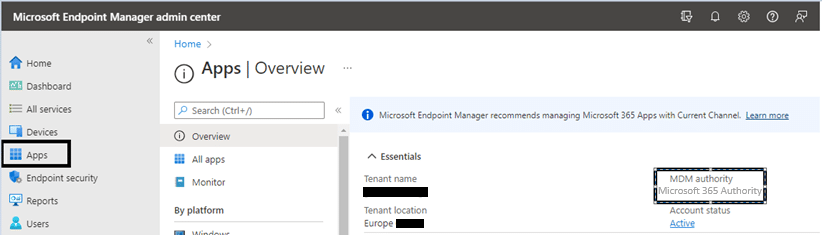 Microsoft Endpoint Manager admin center
Home
Dashboard
All services
Devices
Apps
Endpoint security
Reports
Users
Home
Apps | Overview
Search (Ctrl+/)
Overview
All apps
Monitor
By platform
Windows
Microsoft Endpoint Manager recommends managing Microsoft 365 Apps with Current Channel. Learn more
Essentials
Tenant name
MDM authority
Microsoft 365 Authority
Tenant location
Europe
Account status
Active